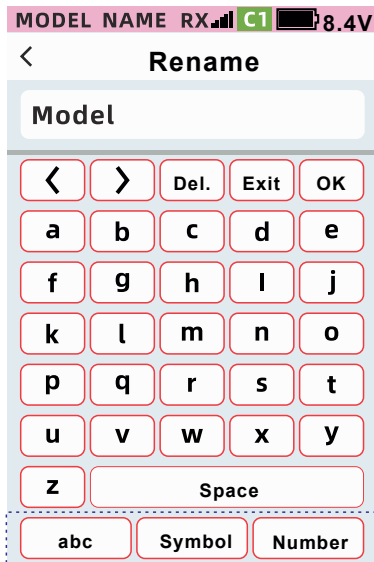 MODEL NAME RX C1 8.4V
Rename
Model
Del. Exit OK
a b c d e
f g h I j
k l m n o
p q r s t
u v w x y
z Space
abc Symbol Number